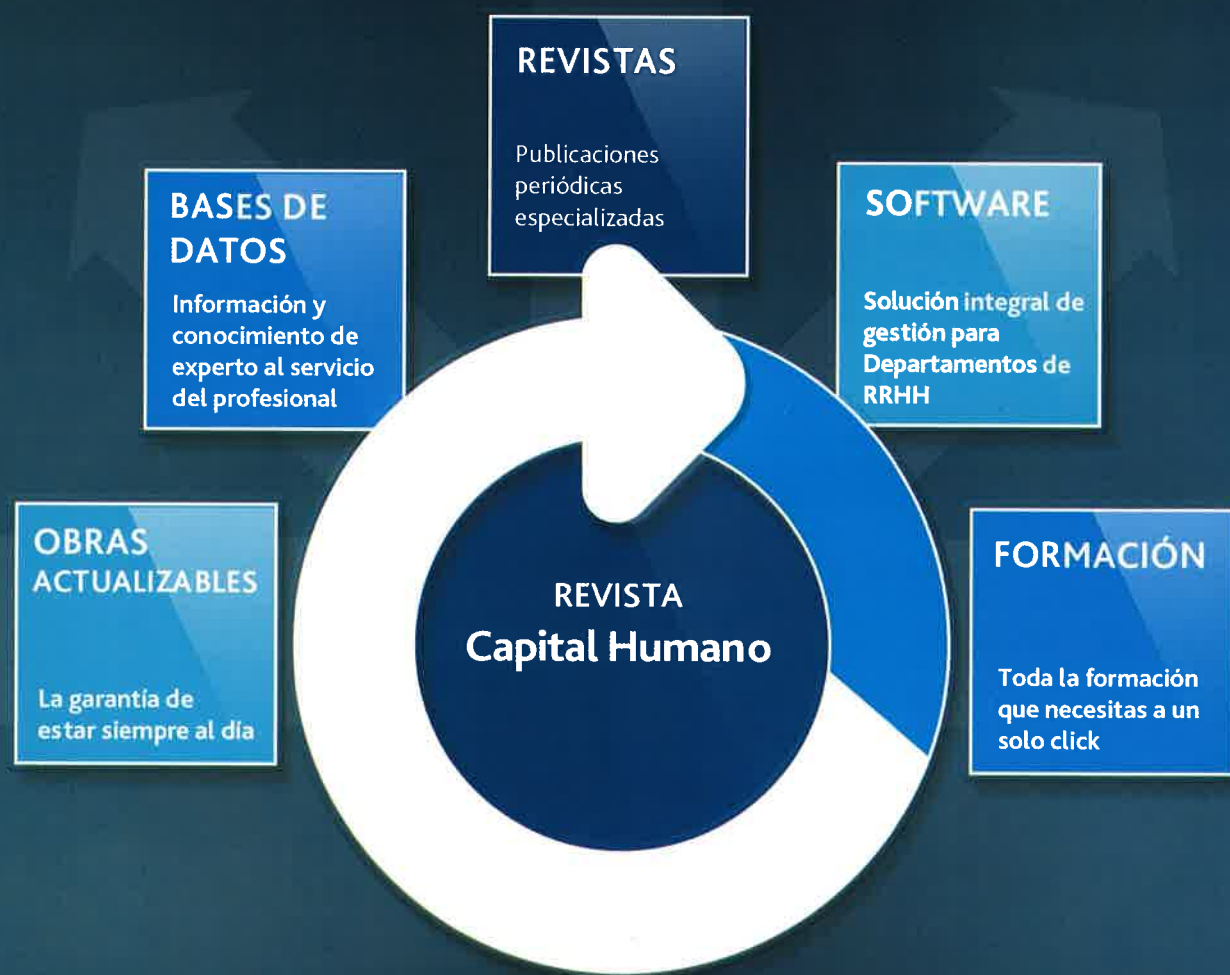 REVISTAS
Publicaciones
periódicas
especializadas
BASES DE
DATOS
Información y
conocimiento de
experto al servicio
del profesional
SOFTWARE
Solución integral de
gestión para
Departamentos de
RRHH
OBRAS
ACTUALIZABLES
La garantía de
estar siempre al día
FORMACIÓN
Toda la formación
que necesitas a un
solo click
REVISTA
Capital Humano